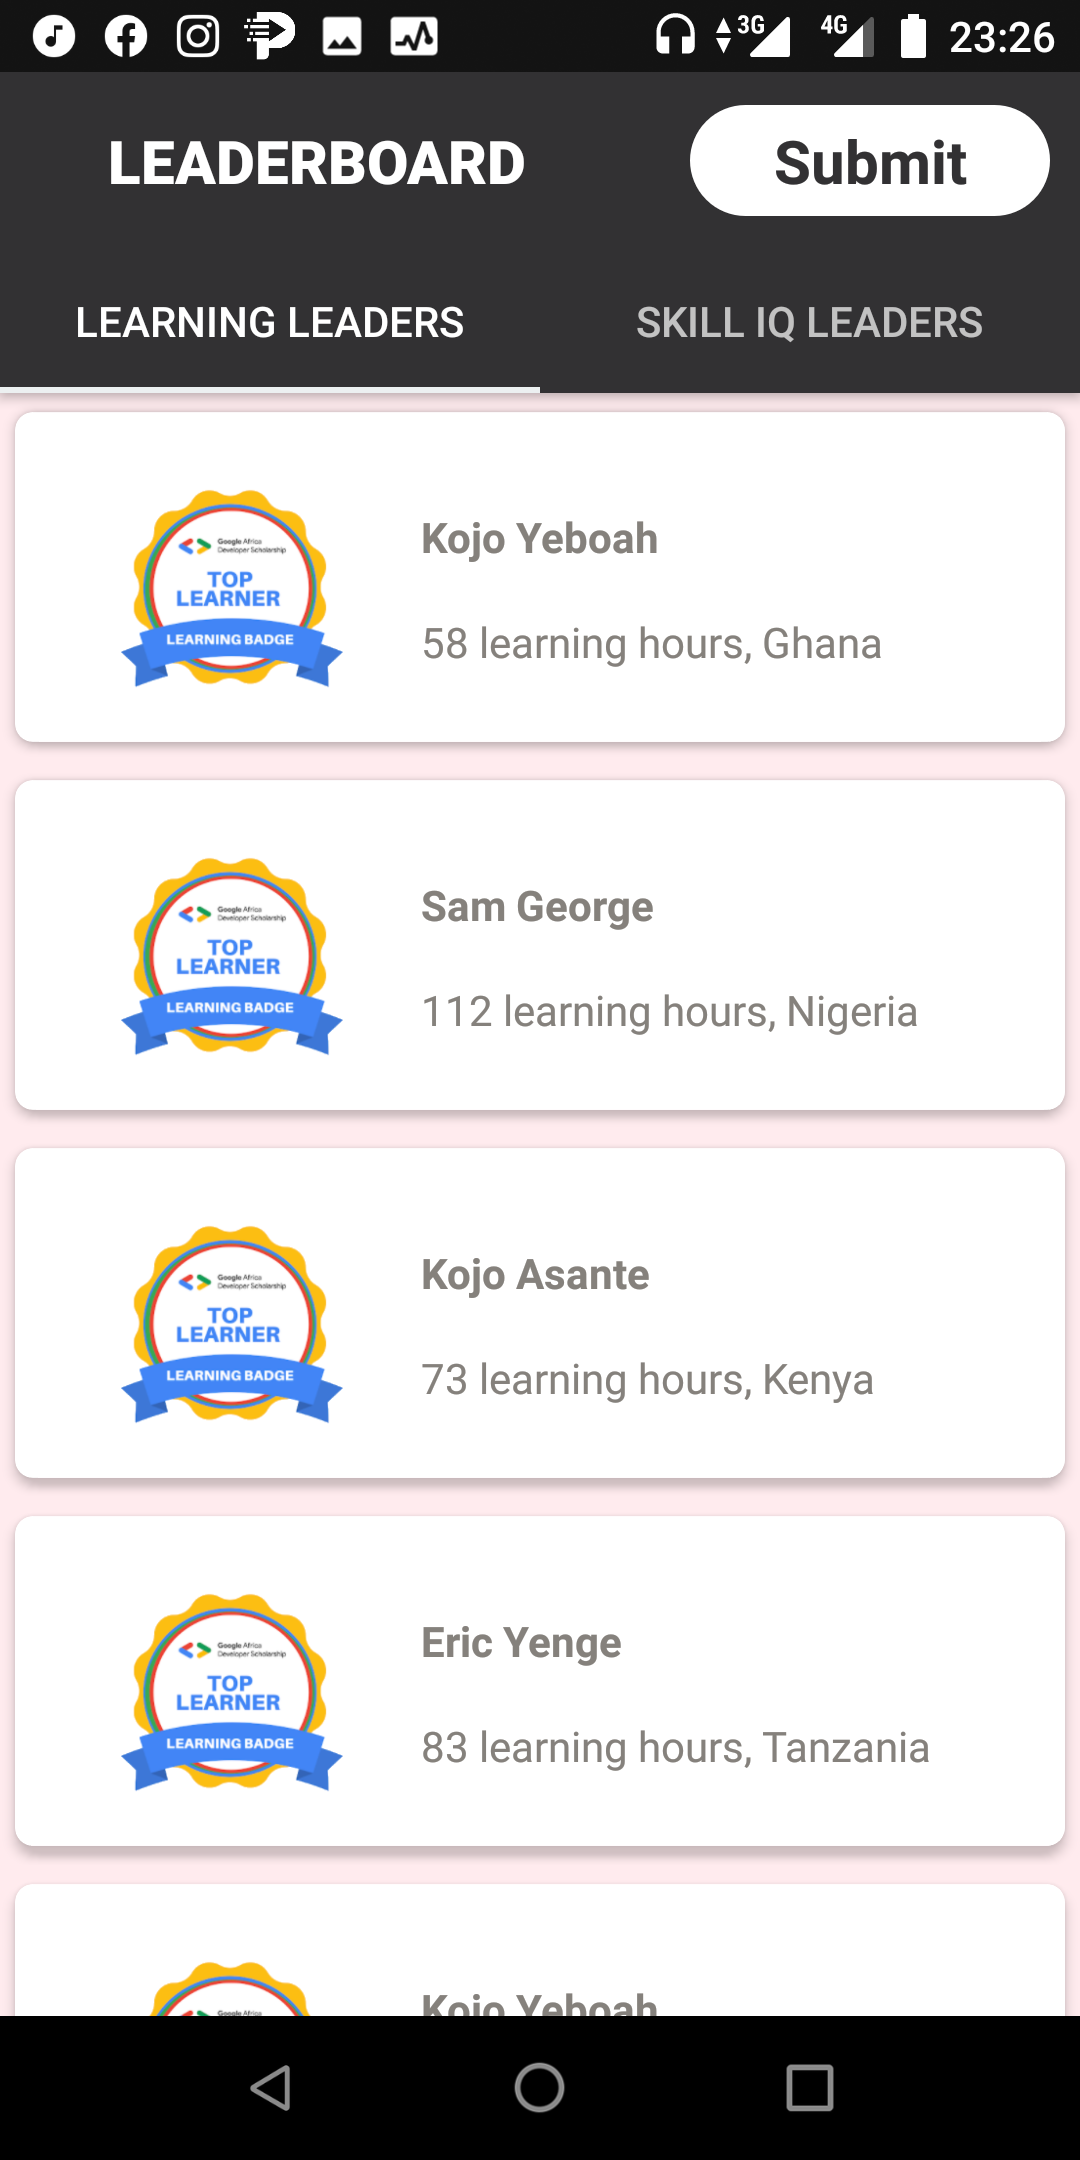 3G 4G 23:26
LEADERBOARD
Submit
LEARNING LEADERS
SKILL IQ LEADERS
Google Africa
Developer Scholarship
TOP
LEARNER
LEARNING BADGE
Kojo Yeboah
58 learning hours, Ghana
Google Africa
Developer Scholarship
TOP
LEARNER
LEARNING BADGE
Sam George
112 learning hours, Nigeria
Google Africa
Developer Scholarship
TOP
LEARNER
LEARNING BADGE
Kojo Asante
73 learning hours, Kenya
Google Africa
Developer Scholarship
TOP
LEARNER
LEARNING BADGE
Eric Yenge
83 learning hours, Tanzania
Google Africa
Kojo Yeboah